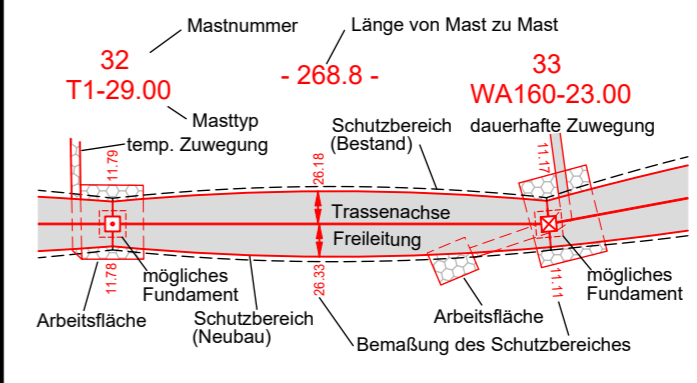 Mastnummer
Länge von Mast zu Mast
32
T1-29.00
- 268.8 -
33
WA160-23.00
Masttyp
temp. Zuwegung
Schutzbereich
(Bestand)
dauerhafte Zuwegung
11.79
26.18
11.17
Trassenachse
Freileitung
11.78
26.33
11.11
mögliches
Fundament
mögliches
Fundament
Arbeitsfläche
Schutzbereich
(Neubau)
Arbeitsfläche
Bemaßung des Schutzbereiches